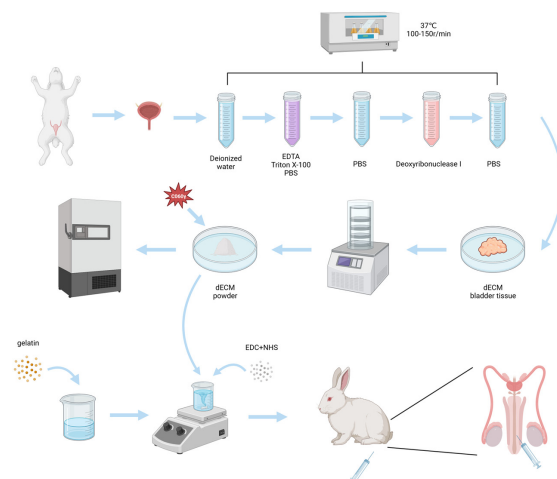 37℃
100-150r/min
Deionized
water
EDTA
Triton X-100
PBS
PBS
Deoxyribonuclease I
PBS
CO60γ
dECM
powder
dECM
bladder tissue
gelatin
EDC+NHS